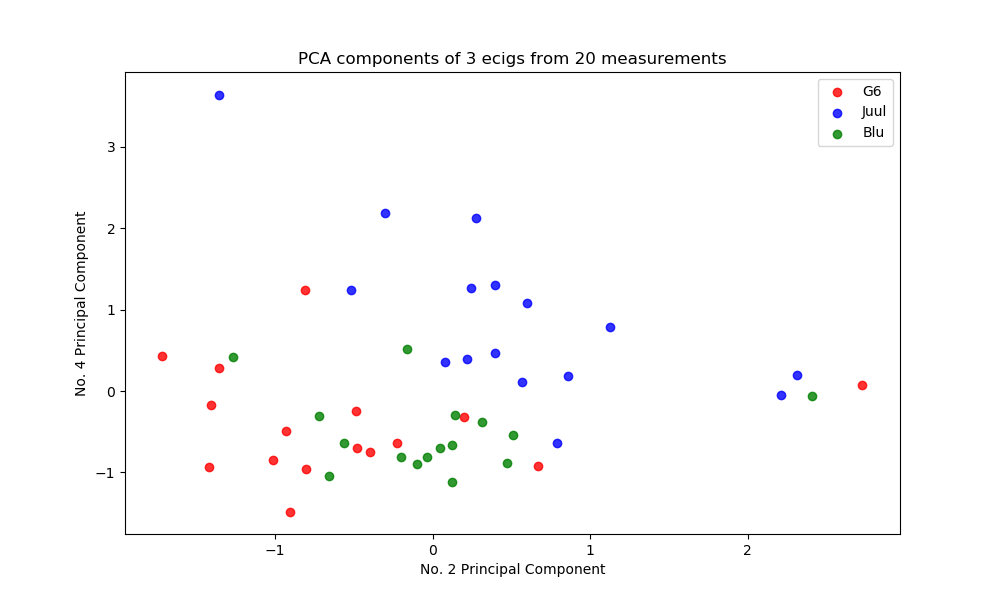 PCA components of 3 ecigs from 20 measurements
G6
Juul
Blu
3
2
1
0
−1
No. 4 Principal Component
−1
0
1
2
No. 2 Principal Component